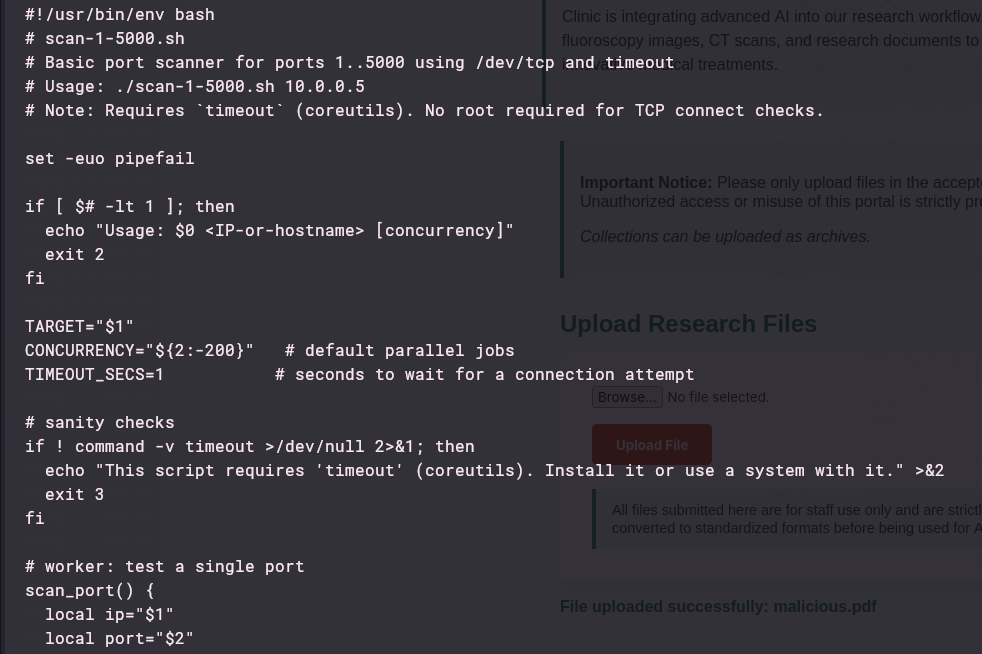 #!/usr/bin/env bash
# scan-1-5000.sh
# Basic port scanner for ports 1..5000 using /dev/tcp and timeout
# Usage: ./scan-1-5000.sh 10.0.0.5
# Note: Requires `timeout` (coreutils). No root required for TCP connect checks.
set -euo pipefail
if [ $# -lt 1 ]; then
  echo "Usage: $0 <IP-or-hostname> [concurrency]"
  exit 2
fi
TARGET="$1"
CONCURRENCY="${2:-200}"   # default parallel jobs
TIMEOUT_SECS=1           # seconds to wait for a connection attempt
# sanity checks
if ! command -v timeout >/dev/null 2>&1; then
  echo "This script requires 'timeout' (coreutils). Install it or use a system with it." >&2
  exit 3
fi
# worker: test a single port
scan_port() {
  local ip="$1"
  local port="$2"
Clinic is integrating advanced AI into our research workflow
fluoroscopy images, CT scans, and research documents to
treatments.
Important Notice: Please only upload files in the
Unauthorized access or misuse of this portal is strictly
Collections can be uploaded as archives.
Upload Research Files
Browse... No file selected.
Upload File
All files submitted here are for staff use only and are
converted to standardized formats before being used for
File uploaded successfully: malicious.pdf